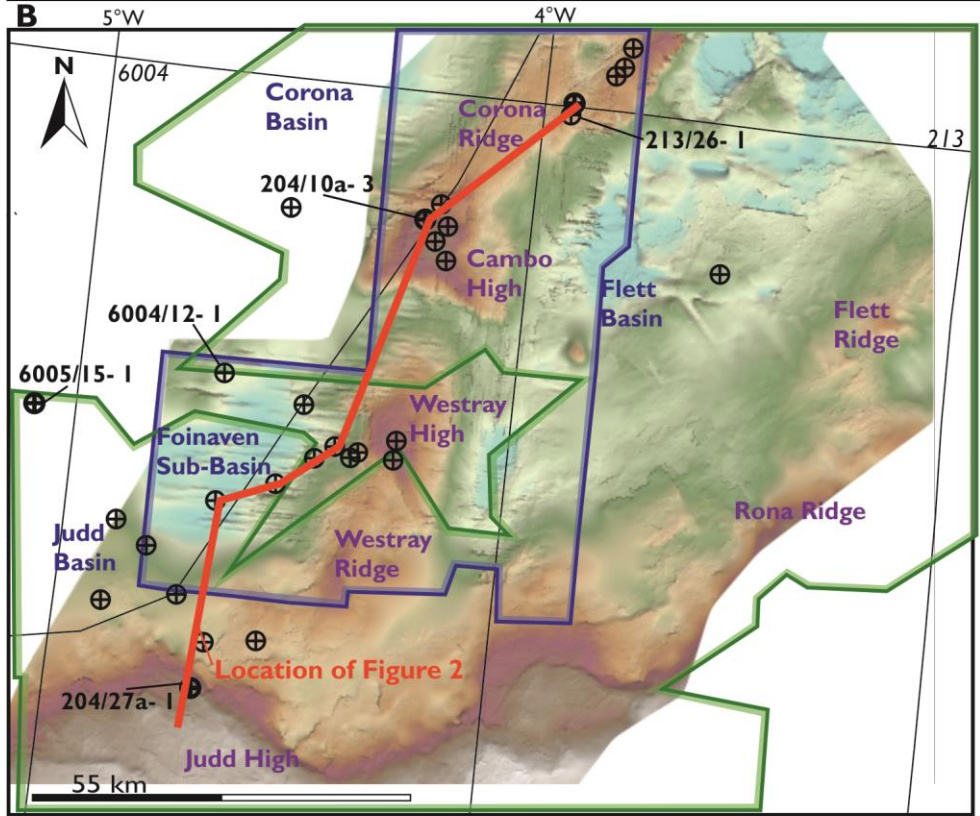 B
5°W
4°W
N
6004
Corona
Basin
Corona
Ridge
213/26- 1
213
204/10a- 3
Cambo
High
Flett
Basin
Flett
Ridge
6004/12- 1
6005/15- 1
Westray
High
Foinaven
Sub-Basin
Rona Ridge
Judd
Basin
Westray
Ridge
Location of Figure 2
204/27a- 1
Judd High
55 km